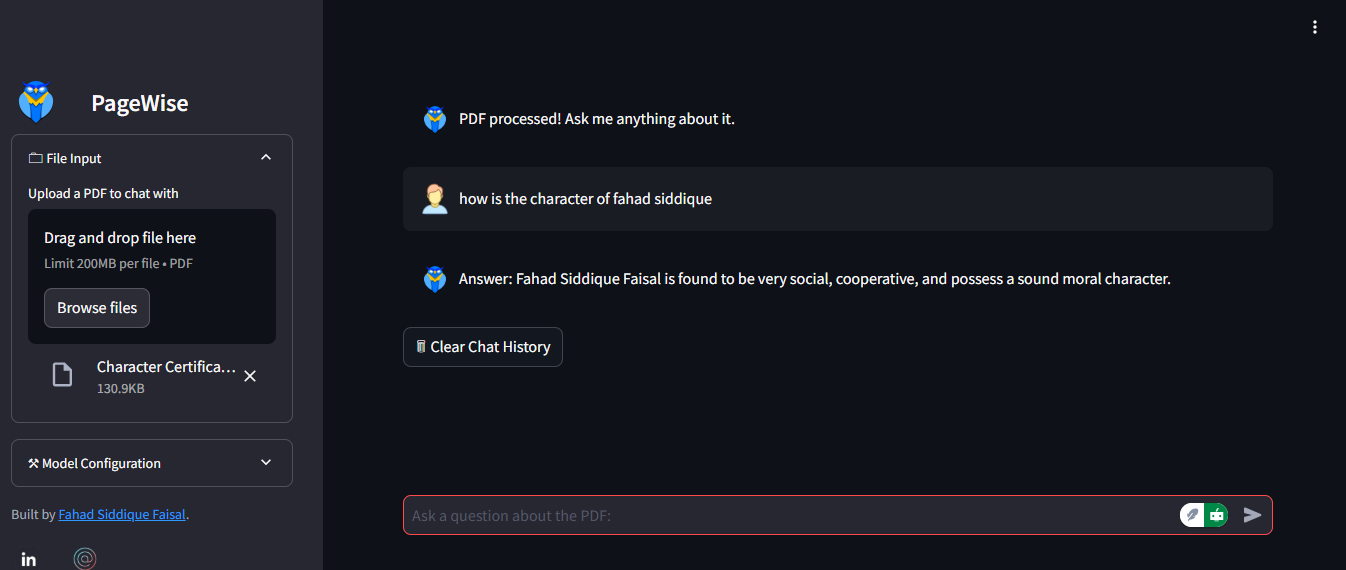 PageWise
File Input
Upload a PDF to chat with
Drag and drop file here
Limit 200MB per file • PDF
Browse files
Character Certifica...
130.9KB
Model Configuration
Built by Fahad Siddique Faisal.
in
PDF processed! Ask me anything about it.
how is the character of fahad siddique
Answer: Fahad Siddique Faisal is found to be very social, cooperative, and possess a sound moral character.
Clear Chat History
Ask a question about the PDF: